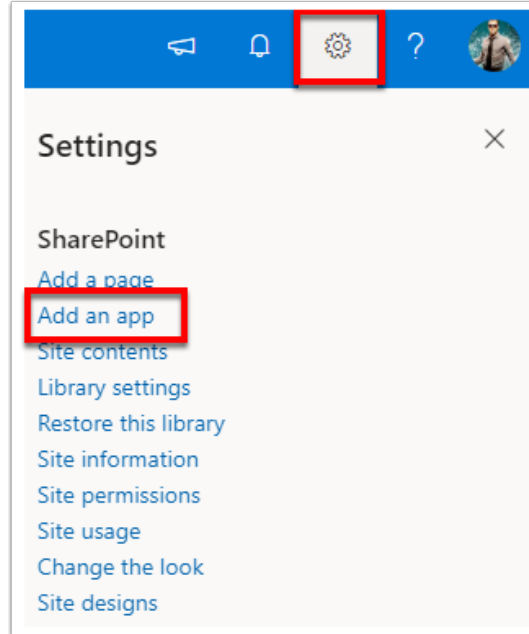 ?
Settings
SharePoint
Add a page
Add an app
Site contents
Library settings
Restore this library
Site information
Site permissions
Site usage
Change the look
Site designs